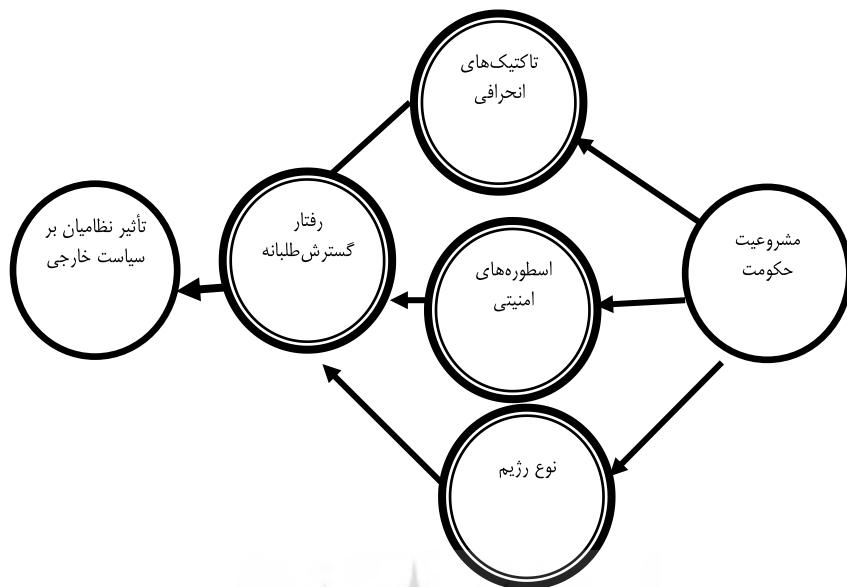 تاکتیک‌های
انحرافی
مشروعیت
حکومت
اسطوره‌های
امنیتی
نوع رژیم
رفتار
گسترش‌طلبانه
تأثیر نظامیان بر
سیاست خارجی